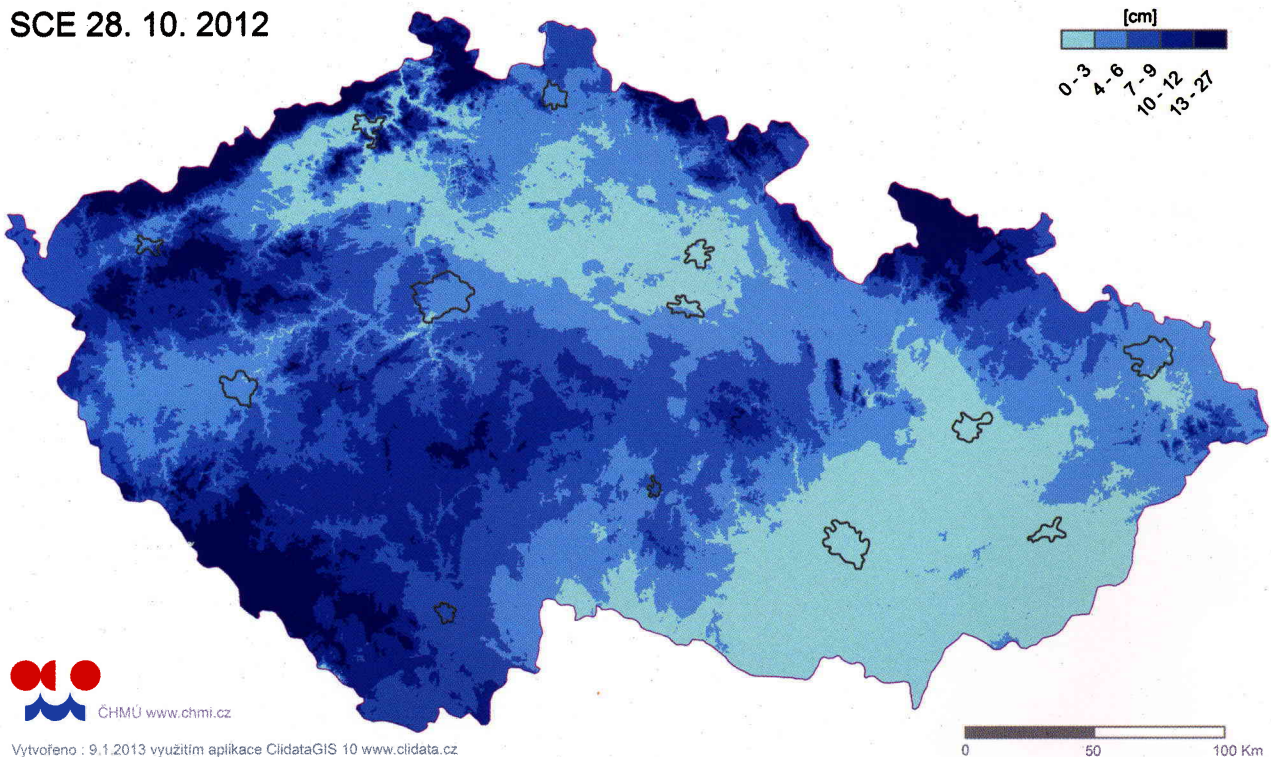 SCE 28. 10. 2012
[cm]
0 - 3
4 - 6
7 - 9
10 - 12
13 - 27
ČHMÚ www.chmi.cz
Vytvořeno : 9.1.2013 využitím aplikace ClidataGIS 10 www.clidata.cz
0 50 100 Km